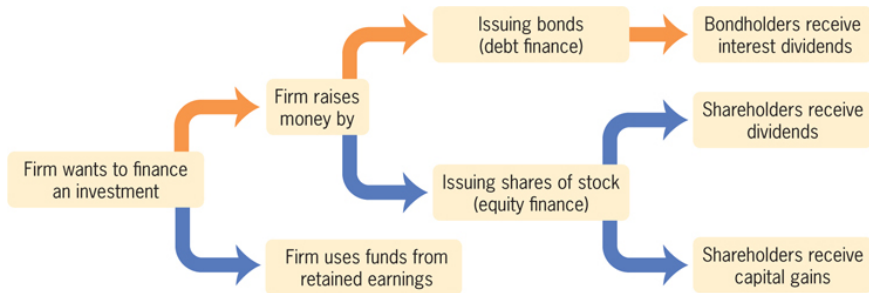 Issuing bonds
(debt finance)
Bondholders receive
interest dividends
Firm raises
money by
Shareholders receive
dividends
Firm wants to finance
an investment
Issuing shares of stock
(equity finance)
Firm uses funds from
retained earnings
Shareholders receive
capital gains